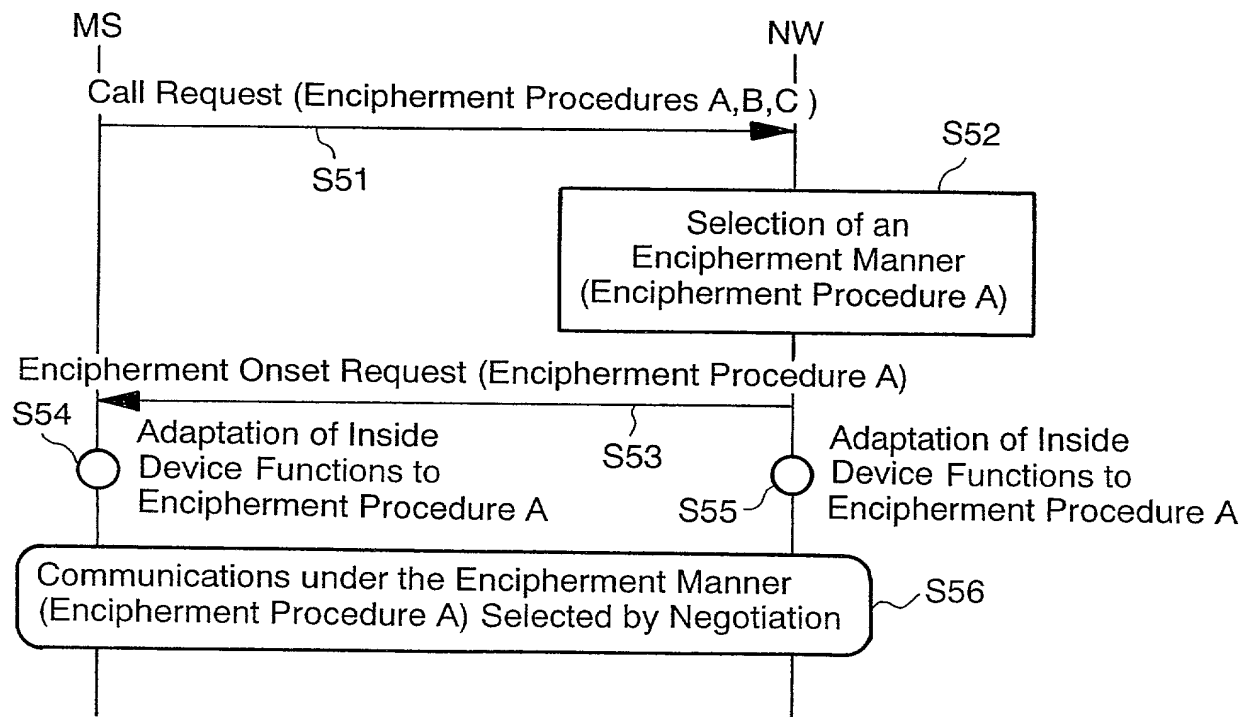 MS
NW
Call Request (Encipherment Procedures A,B,C )
S51
S52
Selection of an
Encipherment Manner
(Encipherment Procedure A)
Encipherment Onset Request (Encipherment Procedure A)
S54
Adaptation of Inside
Device Functions to
Encipherment Procedure A
S53
S55
Adaptation of Inside
Device Functions to
Encipherment Procedure A
Communications under the Encipherment Manner
(Encipherment Procedure A) Selected by Negotiation
S56